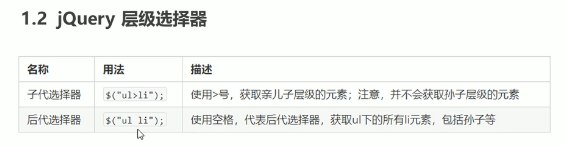 1.2 jQuery 层级选择器
名称 用法 描述
子代选择器 $("ul>li"); 使用>号，获取亲儿子层级的元素；注意，并不会获取孙子层级的元素
后代选择器 $("ul li"); 使用空格，代表后代选择器，获取ul下的所有li元素，包括孙子等